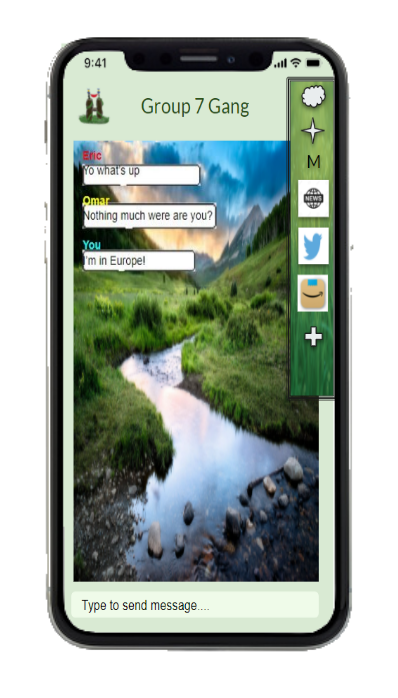 9:41
Group 7 Gang
Eric
Yo what's up
Omar
Nothing much were are you?
You
I'm in Europe!
M
NEWS
Type to send message....